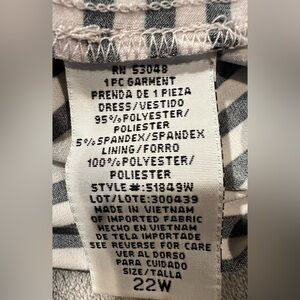 RN 53048
1 PC GARMENT
PRENDA DE 1 PIEZA
DRESS/VESTIDO
95%POLYESTER/
POLIESTER
5%SPANDEX/SPANDEX
LINING/FORRO
100%POLYESTER/
POLIESTER
STYLE #:51849W
LOT/LOTE:300439
MADE IN VIETNAM
OF IMPORTED FABRIC
HECHO EN VIETNAM
DE TELA IMPORTADE
SEE REVERSE FOR CARE
VER AL DORSO
PARA CUIDADO
SIZE/TALLA
22W